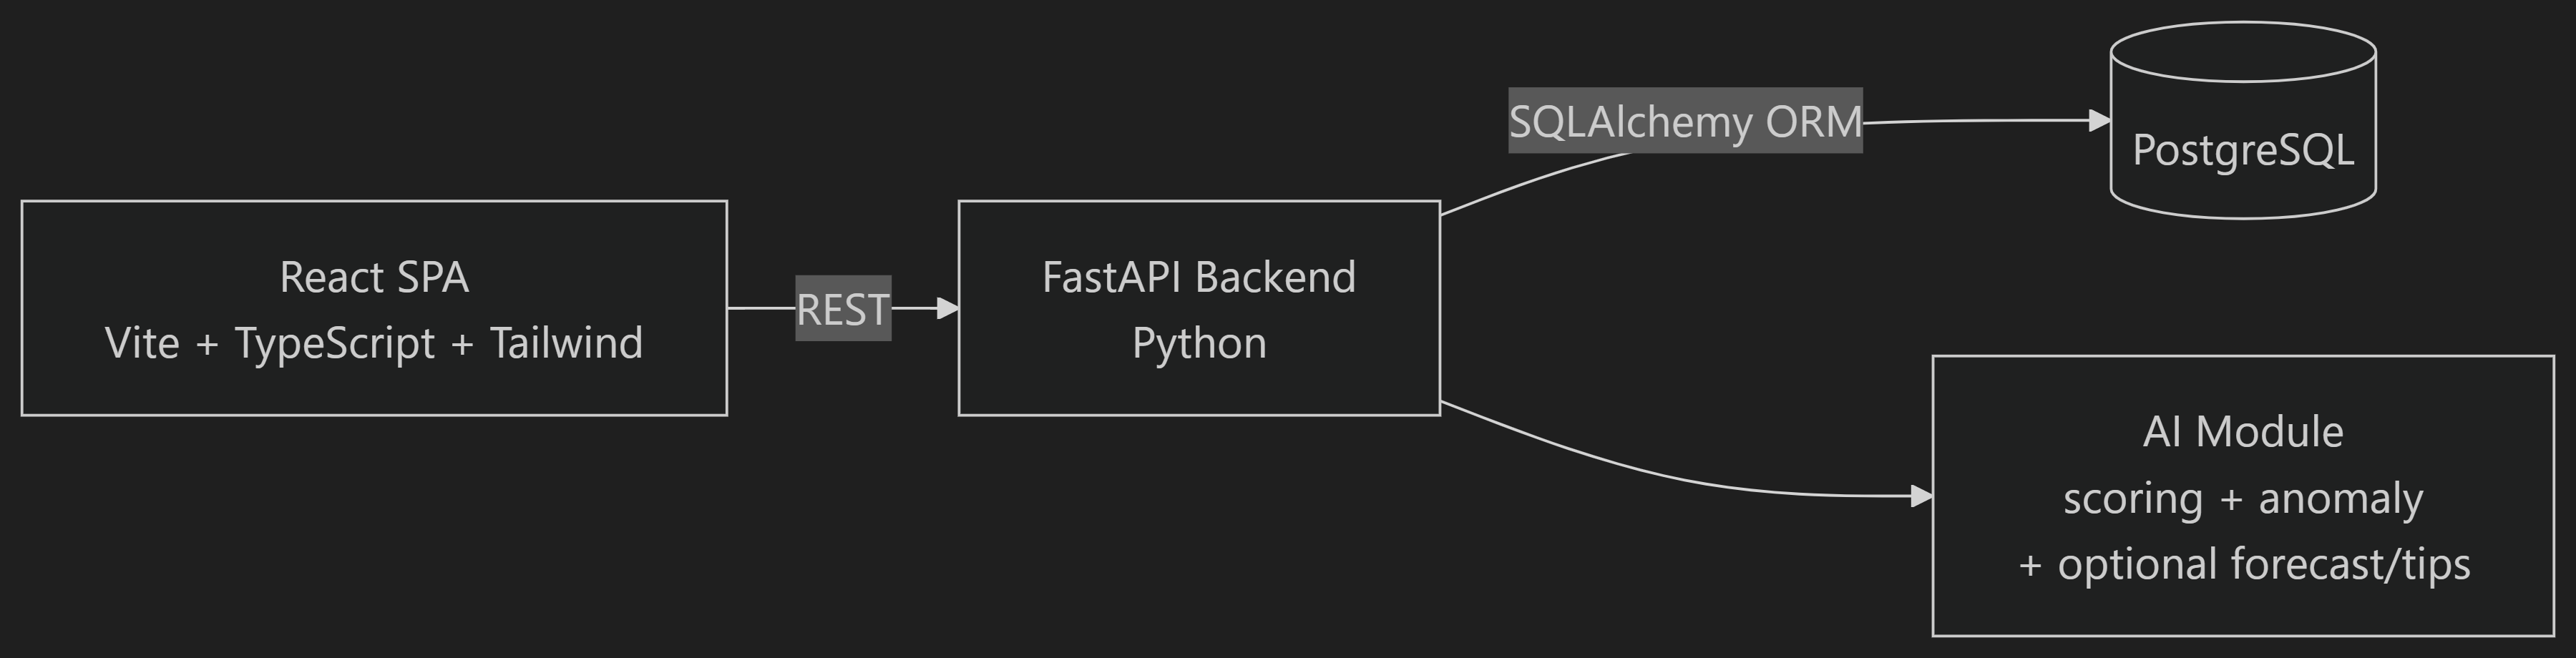 React SPA
Vite + TypeScript + Tailwind
REST
FastAPI Backend
Python
SQLAlchemy ORM
PostgreSQL
AI Module
scoring + anomaly
+ optional forecast/tips